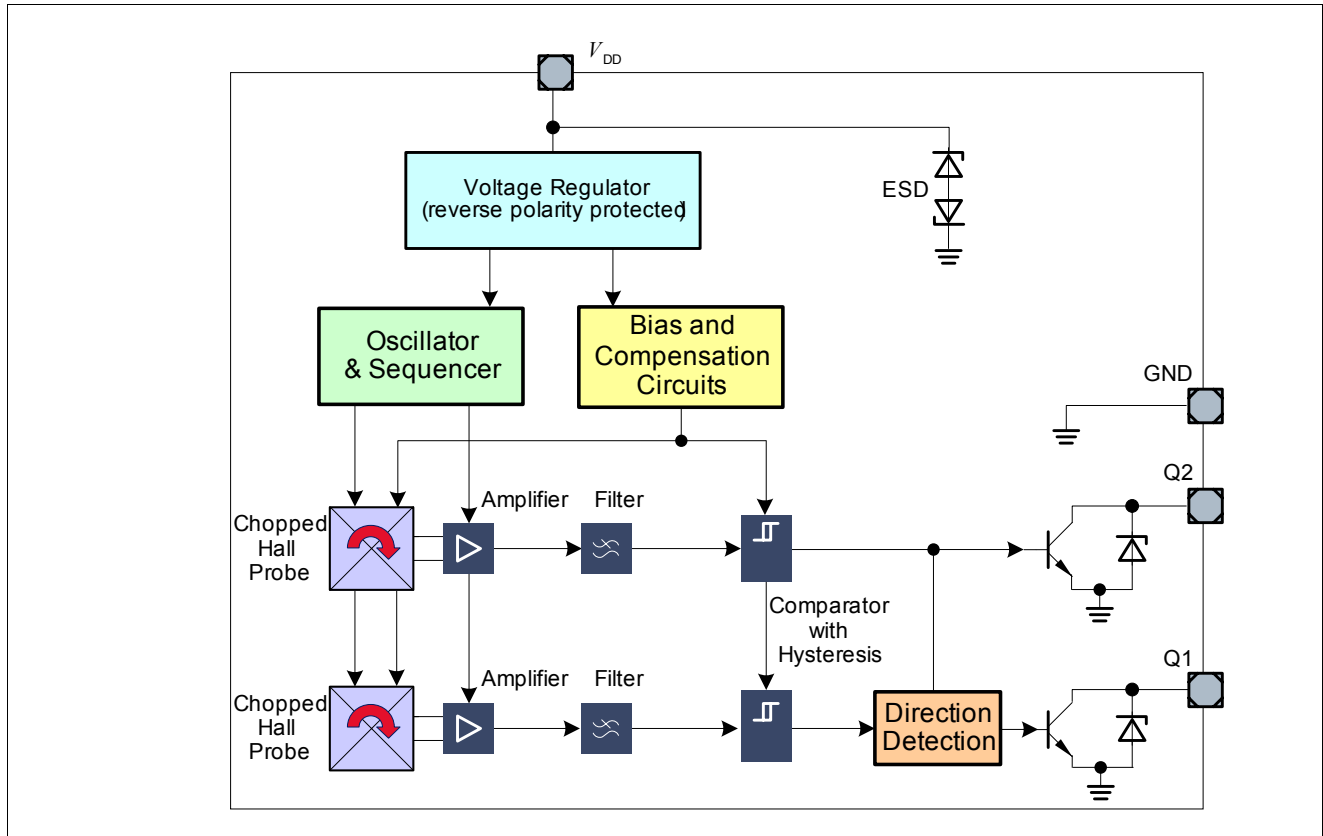 VDD
Voltage Regulator
(reverse polarity protected)
ESD
Oscillator
& Sequencer
Bias and
Compensation
Circuits
GND
Q2
Amplifier
Filter
Chopped
Hall
Probe
Comparator
with
Hysteresis
Q1
Amplifier
Filter
Chopped
Hall
Probe
Direction
Detection